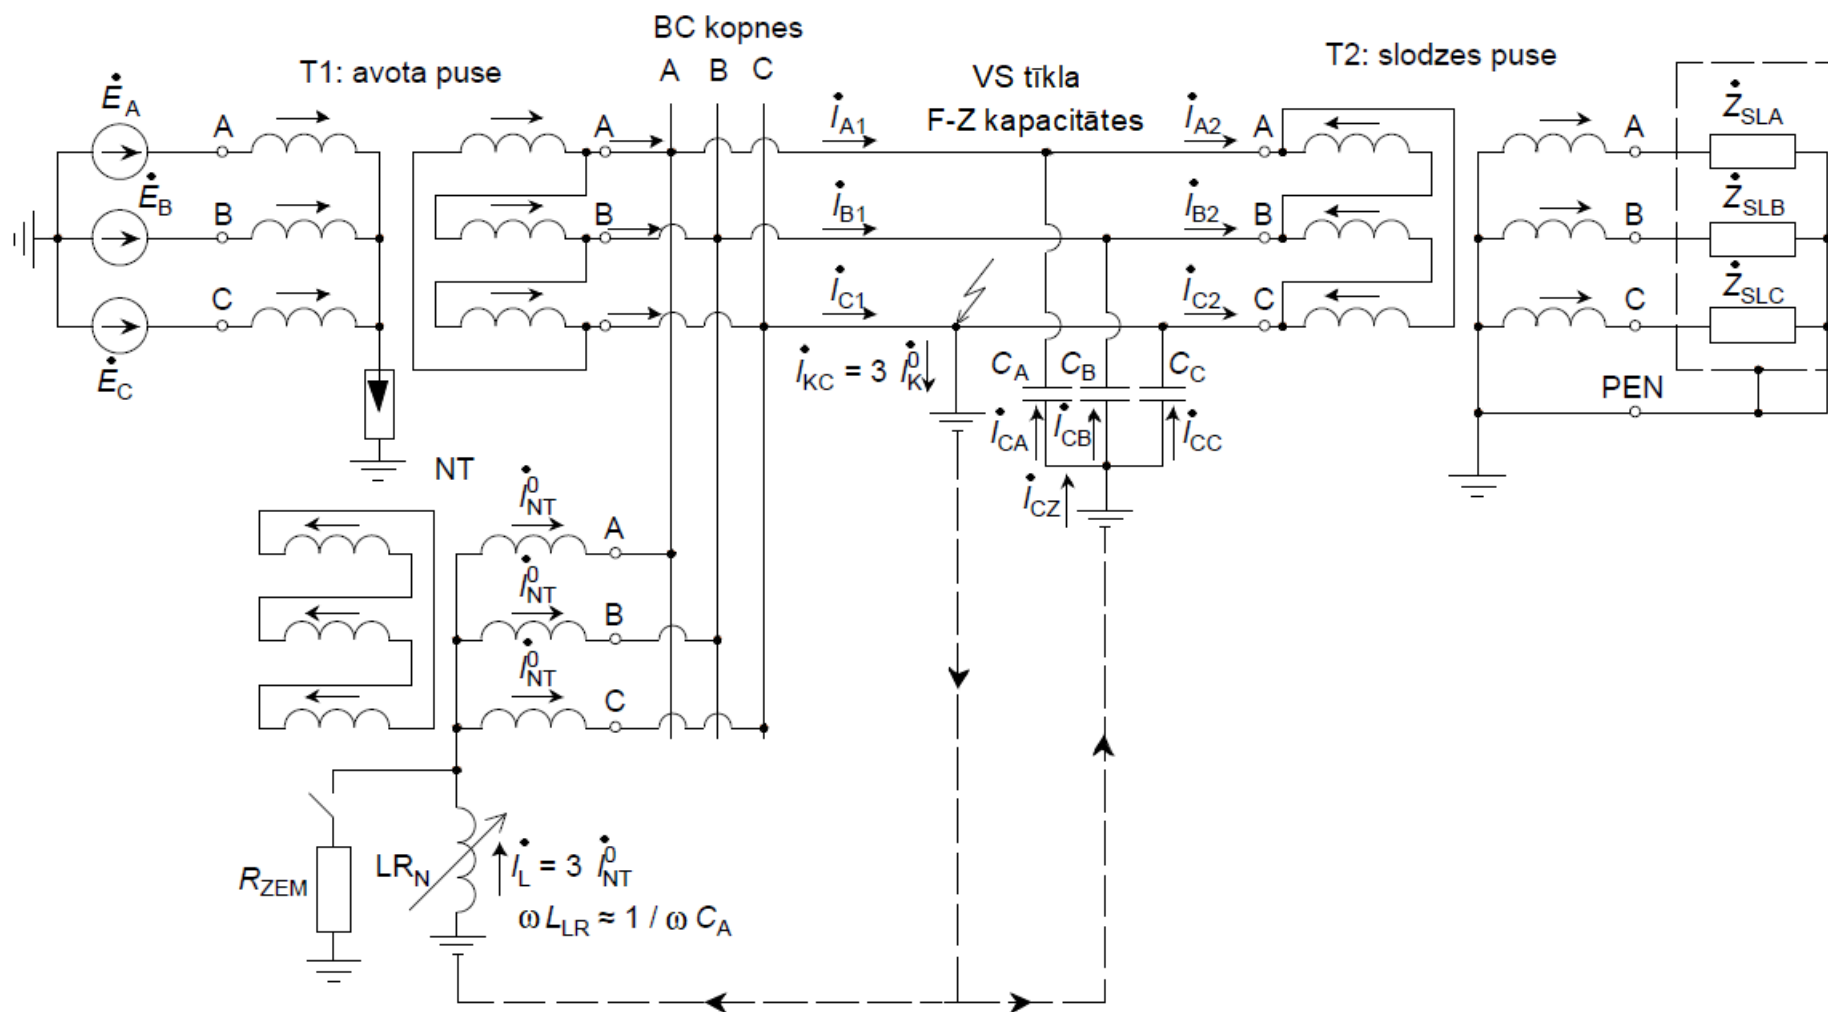 BC kopnes
T1: avota puse
A B C
VS tīkla
F-Z kapacitātes
T2: slodzes puse
ĖA
A
A
İA1
İA2
A
A
ŻSLA
ĖB
B
B
İB1
İB2
B
B
ŻSLB
ĖC
C
İC1
İC2
C
C
ŻSLC
İKC = 3 İ⁰K
CA
CB
CC
PEN
İCA
İCB
İCC
İCZ
NT
İ⁰NT
A
İ⁰NT
B
İ⁰NT
C
RZEM
LRN
İL = 3 İ⁰NT
ωLLR ≈ 1 / ωCA